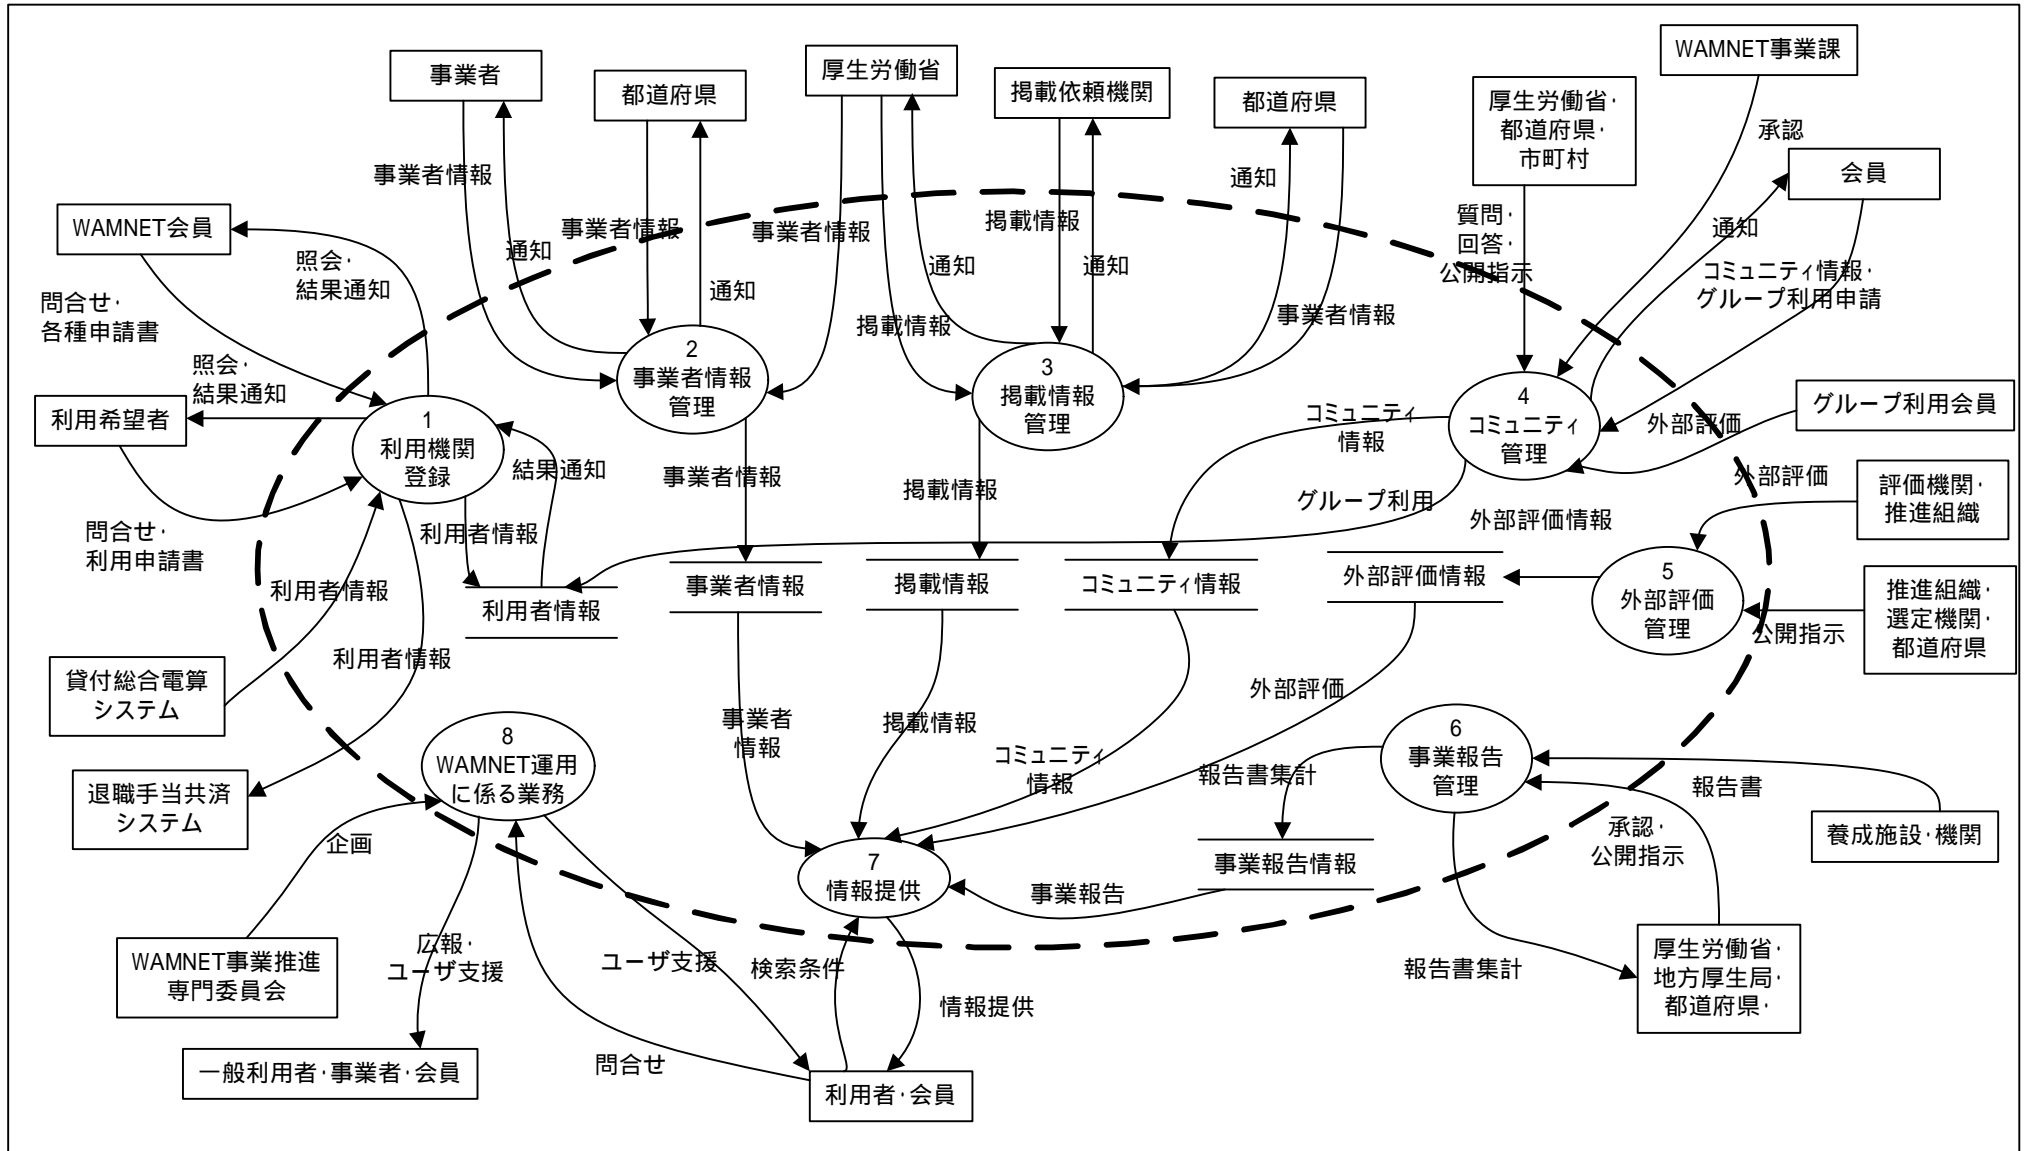 WAMNET事業課
事業者
厚生労働省
都道府県
掲載依頼機関
都道府県
厚生労働省・
都道府県・
市町村
承認
会員
事業者情報
通知
WAMNET会員
事業者情報
事業者情報
掲載情報
質問・
回答・
公開指示
通知
照会・
結果通知
通知
通知
通知
コミュニティ情報・
グループ利用申請
問合せ・
各種申請書
通知
掲載情報
事業者情報
照会・
結果通知
2
事業者情報
管理
3
掲載情報
管理
4
コミュニティ
管理
利用希望者
1
利用機関
登録
コミュニティ
情報
外部評価
グループ利用会員
結果通知
事業者情報
掲載情報
グループ利用
外部評価
評価機関・
推進組織
問合せ・
利用申請書
利用者情報
外部評価情報
利用者情報
利用者情報
事業者情報
掲載情報
コミュニティ情報
外部評価情報
5
外部評価
管理
推進組織・
選定機関・
都道府県
公開指示
利用者情報
貸付総合電算
システム
事業者
情報
掲載情報
コミュニティ
情報
外部評価
8
WAMNET運用
に係る業務
6
事業報告
管理
報告書集計
報告書
退職手当共済
システム
企画
承認・
公開指示
養成施設・機関
7
情報提供
事業報告情報
事業報告
WAMNET事業推進
専門委員会
広報・
ユーザ支援
ユーザ支援
検索条件
情報提供
報告書集計
厚生労働省・
地方厚生局・
都道府県・
一般利用者・事業者・会員
問合せ
利用者・会員